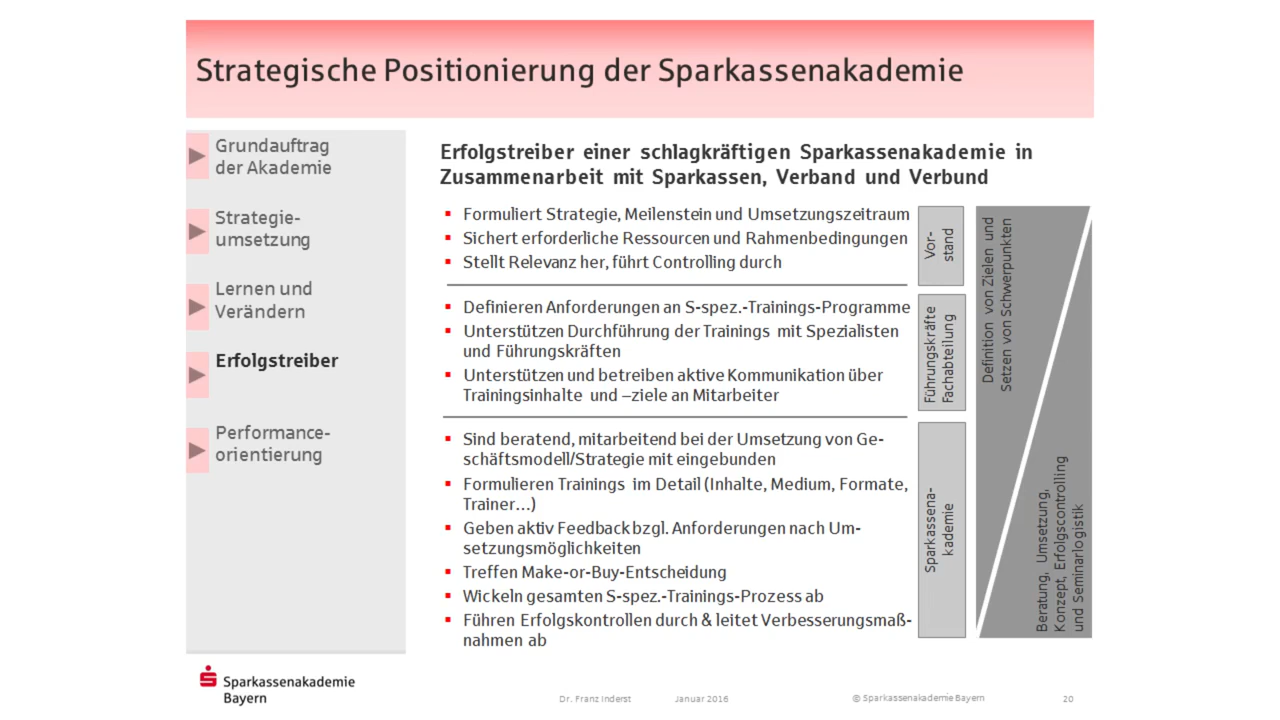 Strategische Positionierung der Sparkassenakademie
Grundauftrag
der Akademie
Strategie-
umsetzung
Lernen und
Verändern
Erfolgstreiber
Performance-
orientierung
Erfolgstreiber einer schlagkräftigen Sparkassenakademie in
Zusammenarbeit mit Sparkassen, Verband und Verbund
Formuliert Strategie, Meilenstein und Umsetzungszeitraum
Sichert erforderliche Ressourcen und Rahmenbedingungen
Stellt Relevanz her, führt Controlling durch
Vor-
stand
Definieren Anforderungen an S-spez.-Trainings-Programme
Unterstützen Durchführung der Trainings mit Spezialisten
und Führungskräften
Unterstützen und betreiben aktive Kommunikation über
Trainingsinhalte und –ziele an Mitarbeiter
Führungskräfte
Fachabteilung
Sind beratend, mitarbeitend bei der Umsetzung von Ge-
schäftsmodell/Strategie mit eingebunden
Formulieren Trainings im Detail (Inhalte, Medium, Formate,
Trainer...)
Geben aktiv Feedback bzgl. Anforderungen nach Um-
setzungsmöglichkeiten
Treffen Make-or-Buy-Entscheidung
Wickeln gesamten S-spez.-Trainings-Prozess ab
Führen Erfolgskontrollen durch & leitet Verbesserungsmaß-
nahmen ab
Sparkassena-
kademie
Definition von Zielen und
Setzen von Schwerpunkten
Beratung, Umsetzung,
Konzept, Erfolgscontrolling
und Seminarlogistik
Sparkassenakademie
Bayern
Dr. Franz Inderst
Januar 2016
© Sparkassenakademie Bayern
20